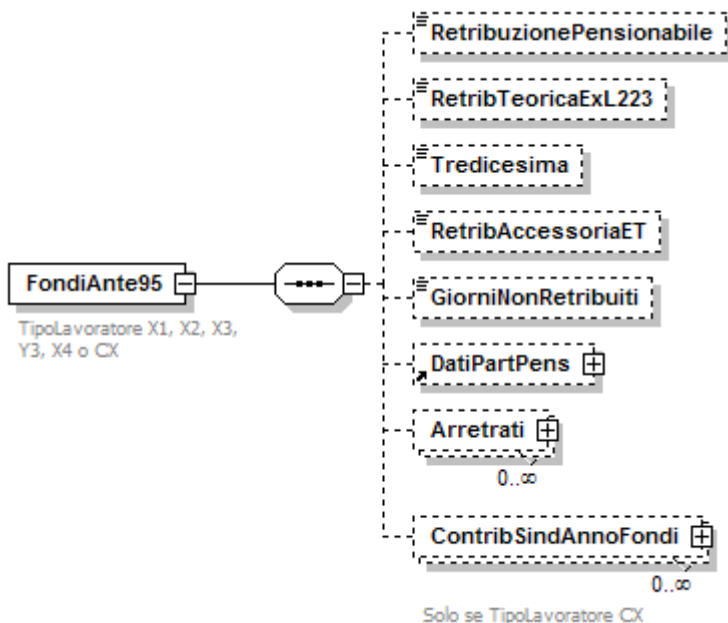 RetribuzionePensionabile
RetribTeoricaExL223
Tredicesima
RetribAccessoriaET
FondiAnte95
TipoLavoratore X1, X2, X3,
Y3, X4 o CX
GiorniNonRetribuiti
DatiPartPens
Arretrati
0..∞
ContribSindAnnoFondi
0..∞
Solo se TipoLavoratore CX